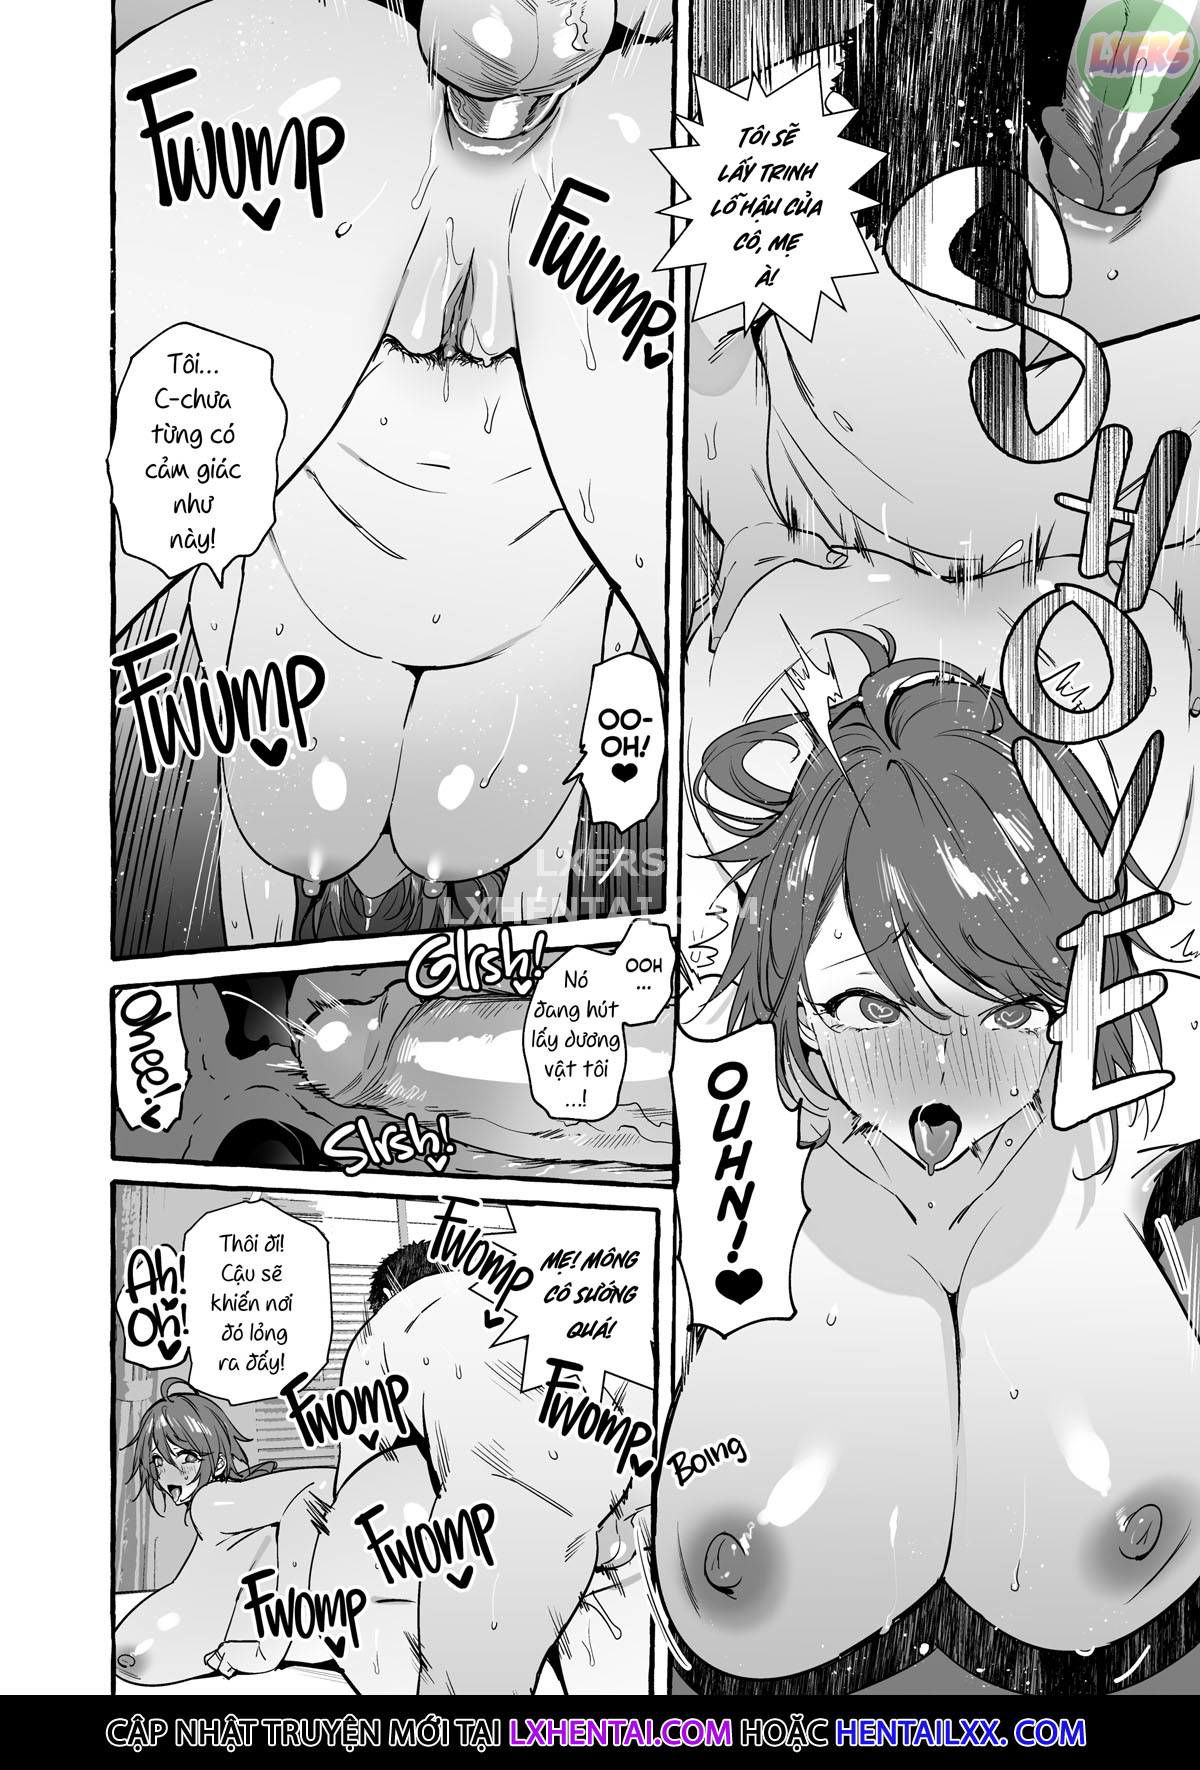 LXERS
TÔI SẼ
LẤY TRINH
LỖ HẬU CỦA
CÔ, MẸ
À!
SHOVE
OUHN!
BOING
FWUMP
FWUMP
Tôi...
C-chưa
từng có
cảm giác
như
này!
FWUMP
OO-
OH!
LXERS
LXHENTAI.COM
OOH
...
Glrsh!
Nó
đang hút
lấy dương
vật tôi
...!
Ohee!
Slrsh!
FWOMP
MẸ! MÔNG
CÔ SƯỚNG
QUÁ!
Thôi đi!
Cậu sẽ
khiến nơi
đó lỏng
ra đấy!
Ah!
Oh!
FWOMP
FWOMP
FWOMP
FWOMP
CẬP NHẬT TRUYỆN MỚI TẠI LXHENTAI.COM HOẶC HENTAILXX. COM